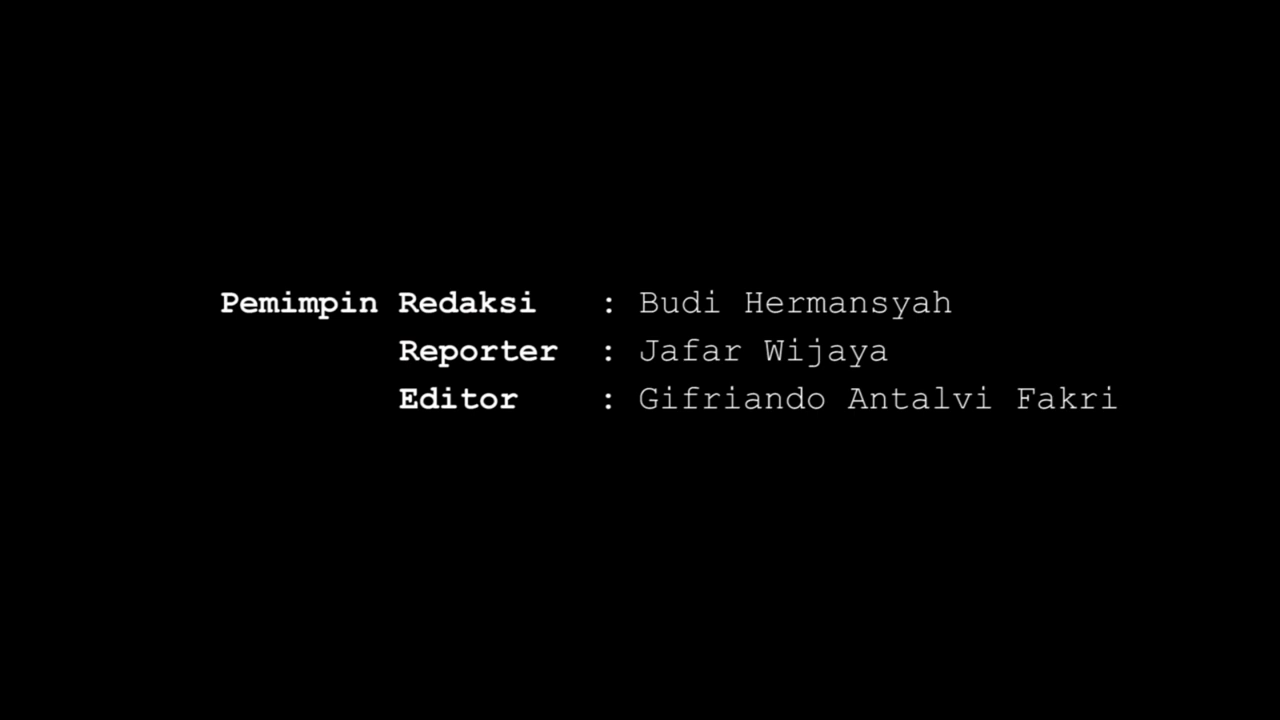 Pemimpin Redaksi : Budi Hermansyah
Reporter : Jafar Wijaya
Editor : Gifriando Antalvi Fakri